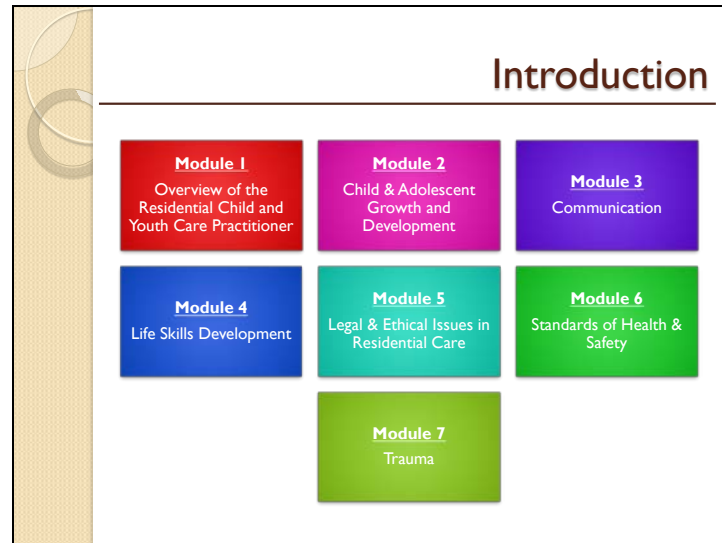 Introduction
Module 1
Overview of the
Residential Child and
Youth Care Practitioner
Module 2
Child & Adolescent
Growth and
Development
Module 3
Communication
Module 4
Life Skills Development
Module 5
Legal & Ethical Issues in
Residential Care
Module 6
Standards of Health &
Safety
Module 7
Trauma